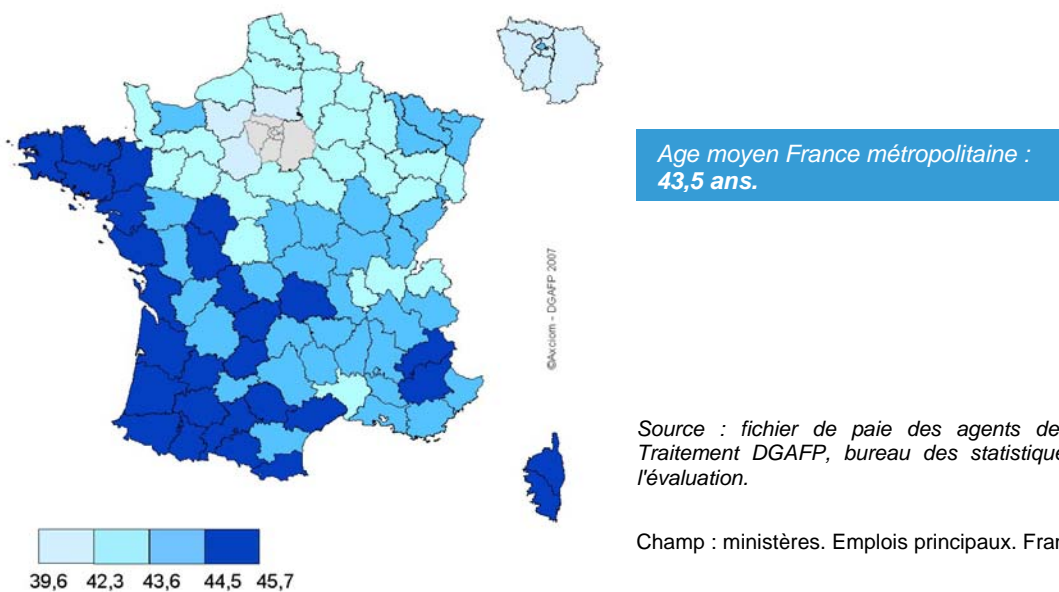 Age moyen France métropolitaine :
43,5 ans.
©Axciom - DGAFP 2007
Source : fichier de paie des agents de
Traitement DGAFP, bureau des statistique
l'évaluation.
Champ : ministères. Emplois principaux. Fran
39,6 42,3 43,6 44,5 45,7